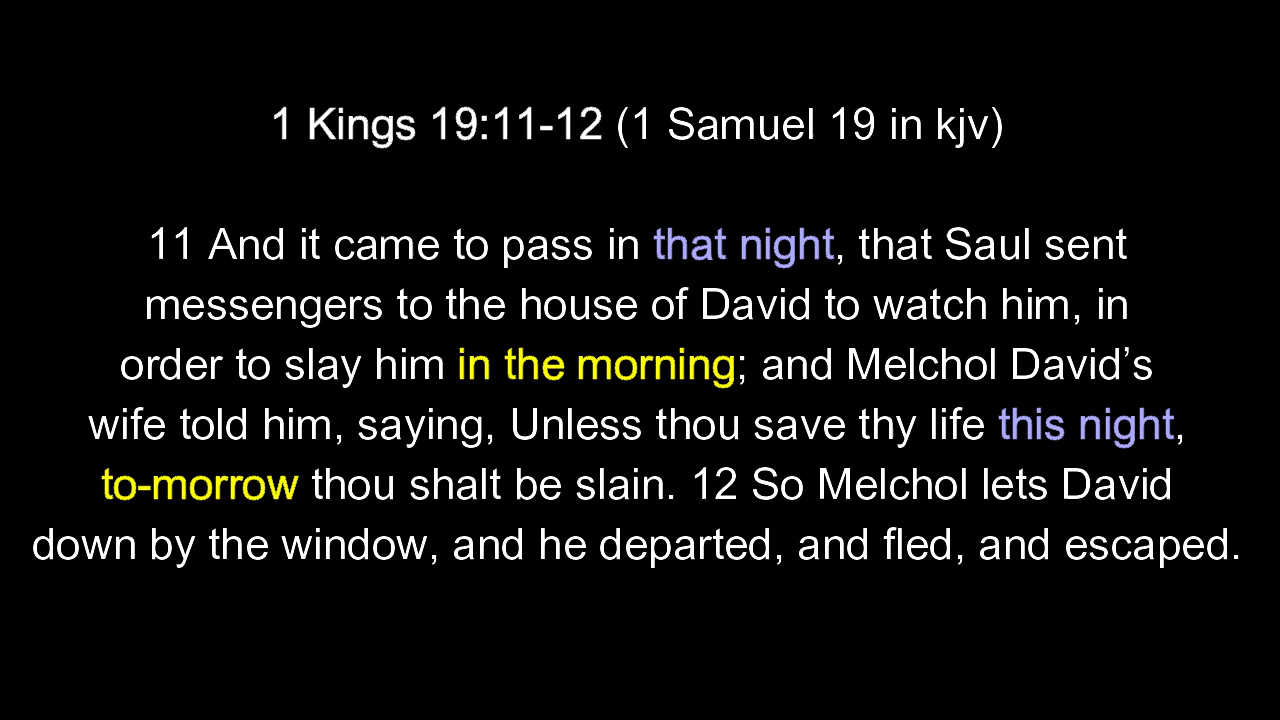 1 Kings 19:11-12 (1 Samuel 19 in kjv)
11 And it came to pass in that night, that Saul sent
messengers to the house of David to watch him, in
order to slay him in the morning; and Melchol David’s
wife told him, saying, Unless thou save thy life this night,
to-morrow thou shalt be slain. 12 So Melchol lets David
down by the window, and he departed, and fled, and escaped.